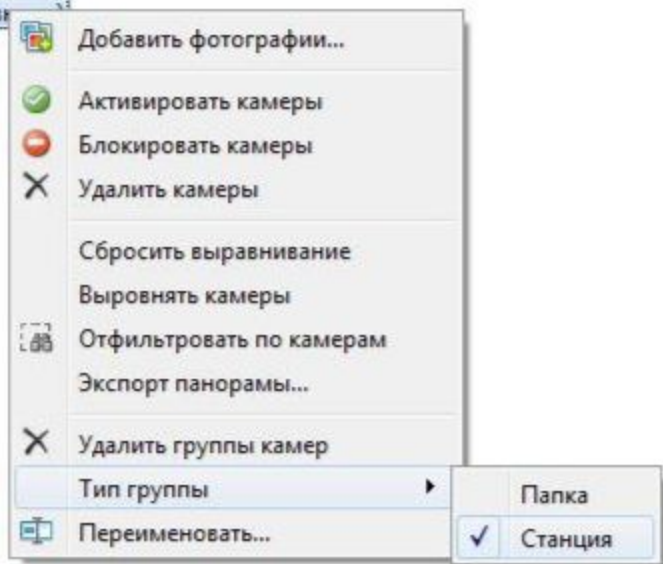 Добавить фотографии...
Активировать камеры
Блокировать камеры
Удалить камеры
Сбросить выравнивание
Выровнять камеры
Отфильтровать по камерам
Экспорт панорамы...
Удалить группы камер
Тип группы
Папка
Переименовать...
Станция